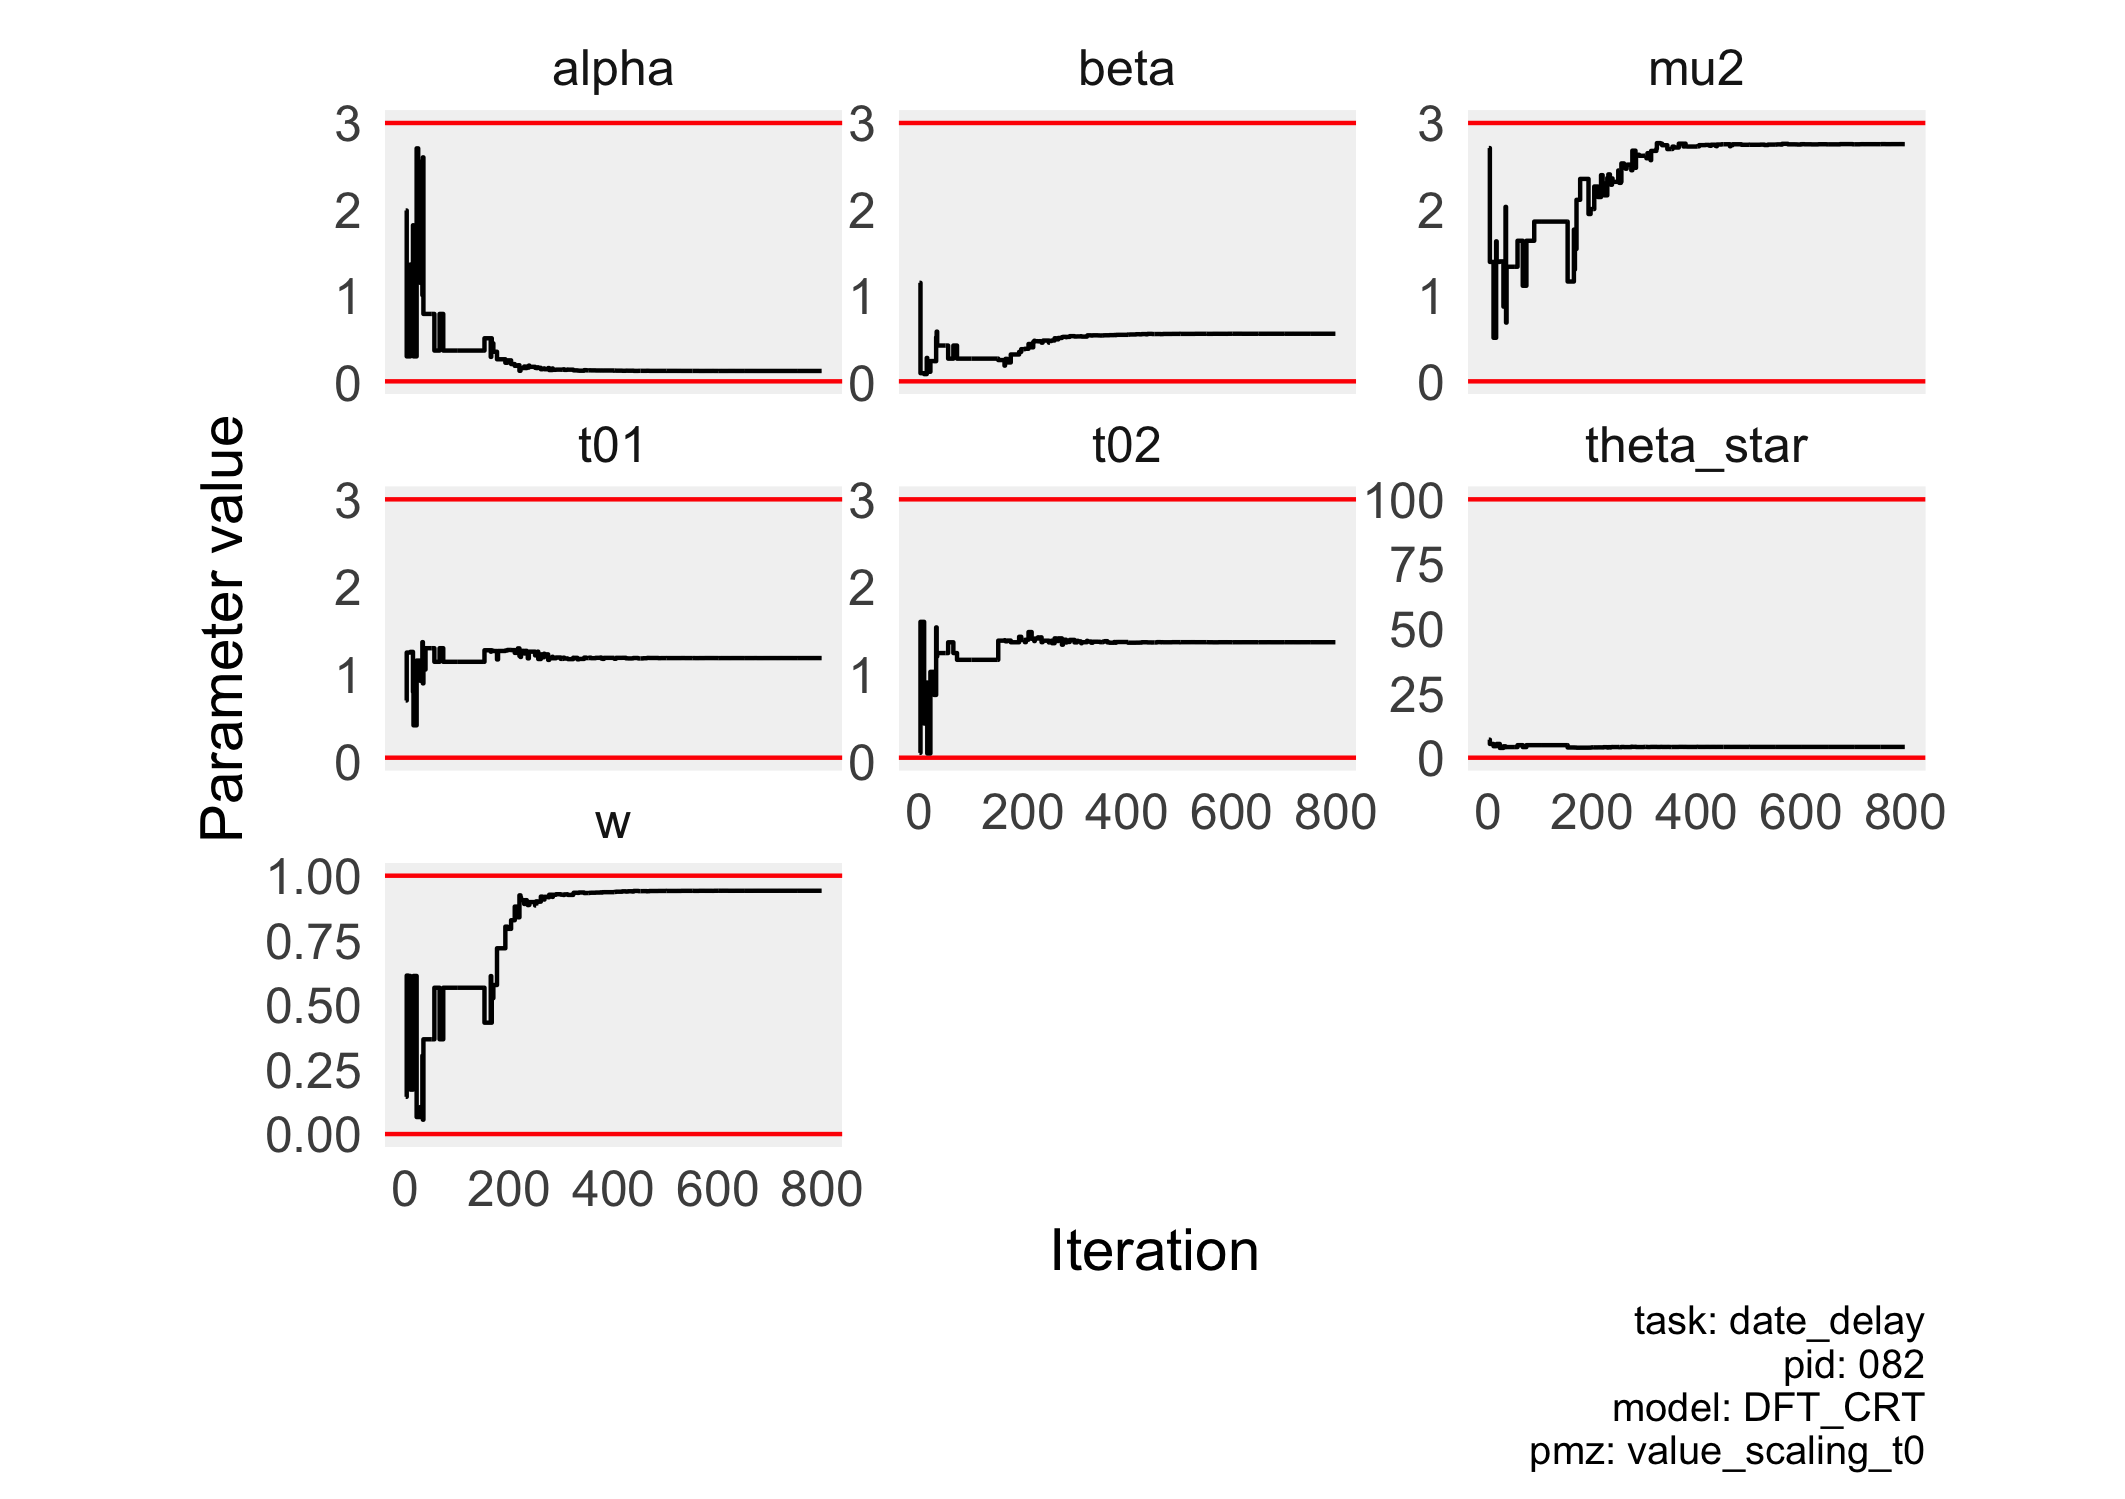 alpha
beta
mu2
3
2
1
0
3
2
1
0
3
2
1
0
t01
t02
theta_star
3
2
1
0
3
2
1
0
100
75
50
25
0
0 200 400 600 800
0 200 400 600 800
w
1.00
0.75
0.50
0.25
0.00
0 200 400 600 800
Parameter value
Iteration
task: date_delay
pid: 082
model: DFT_CRT
pmz: value_scaling_t0